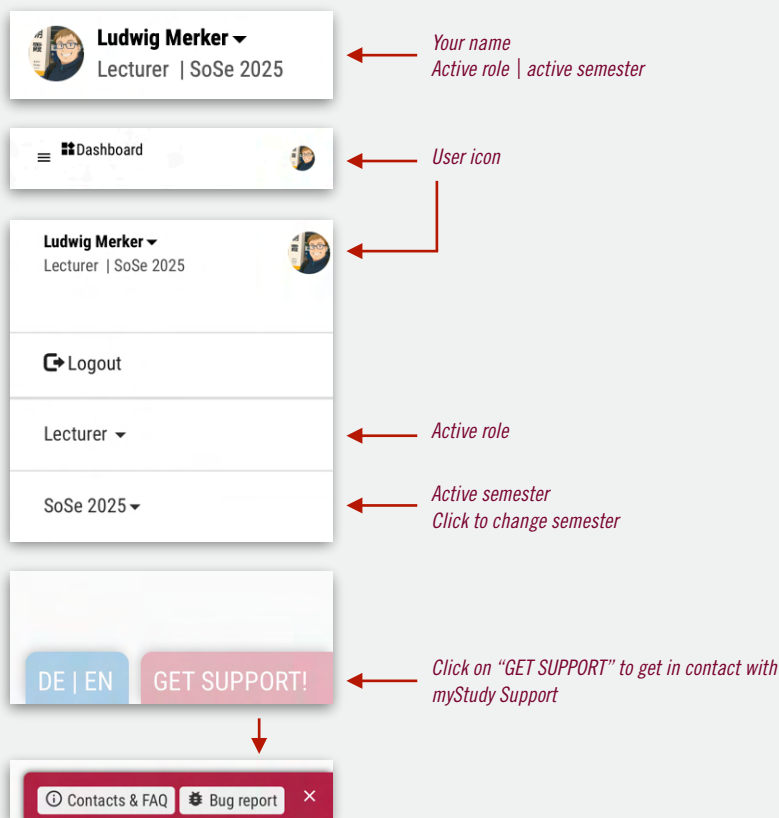 Ludwig Merker
Lecturer | SoSe 2025
Your name
Active role | active semester
Dashboard
User icon
Ludwig Merker
Lecturer | SoSe 2025
Logout
Lecturer
Active role
SoSe 2025
Active semester
Click to change semester
DE | EN
GET SUPPORT!
Click on “GET SUPPORT” to get in contact with
myStudy Support
Contacts & FAQ
Bug report